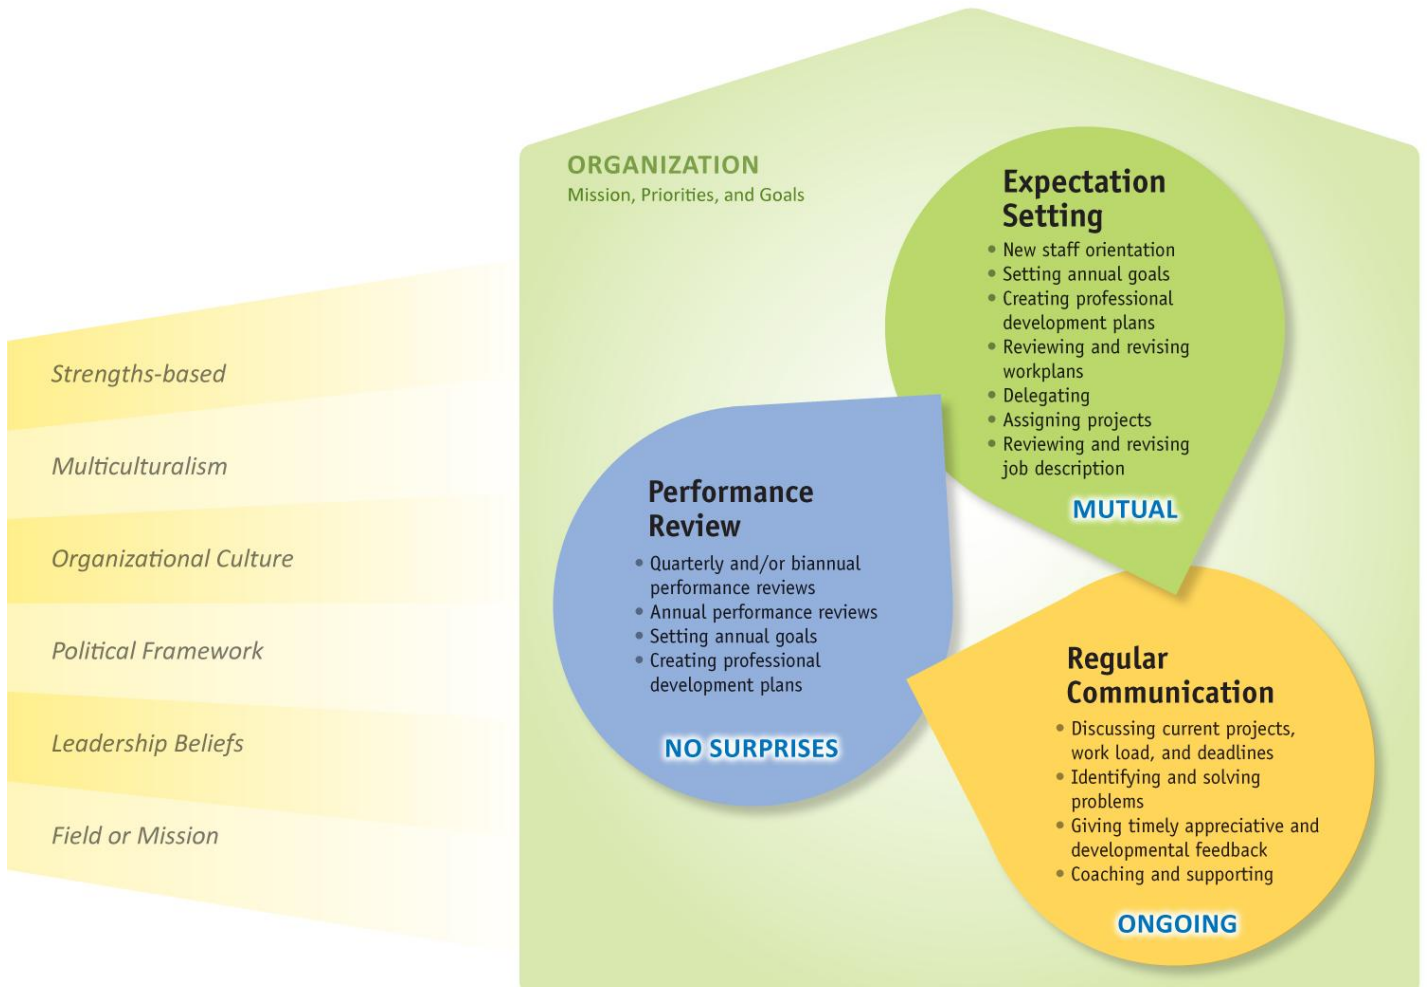 ORGANIZATION
Mission, Priorities, and Goals
Expectation
Setting
• New staff orientation
• Setting annual goals
• Creating professional
development plans
• Reviewing and revising
workplans
• Delegating
• Assigning projects
• Reviewing and revising
job description
MUTUAL
Strengths-based
Multiculturalism
Organizational Culture
Political Framework
Leadership Beliefs
Field or Mission
Performance
Review
• Quarterly and/or biannual
performance reviews
• Annual performance reviews
• Setting annual goals
• Creating professional
development plans
NO SURPRISES
Regular
Communication
• Discussing current projects,
work load, and deadlines
• Identifying and solving
problems
• Giving timely appreciative and
developmental feedback
• Coaching and supporting
ONGOING